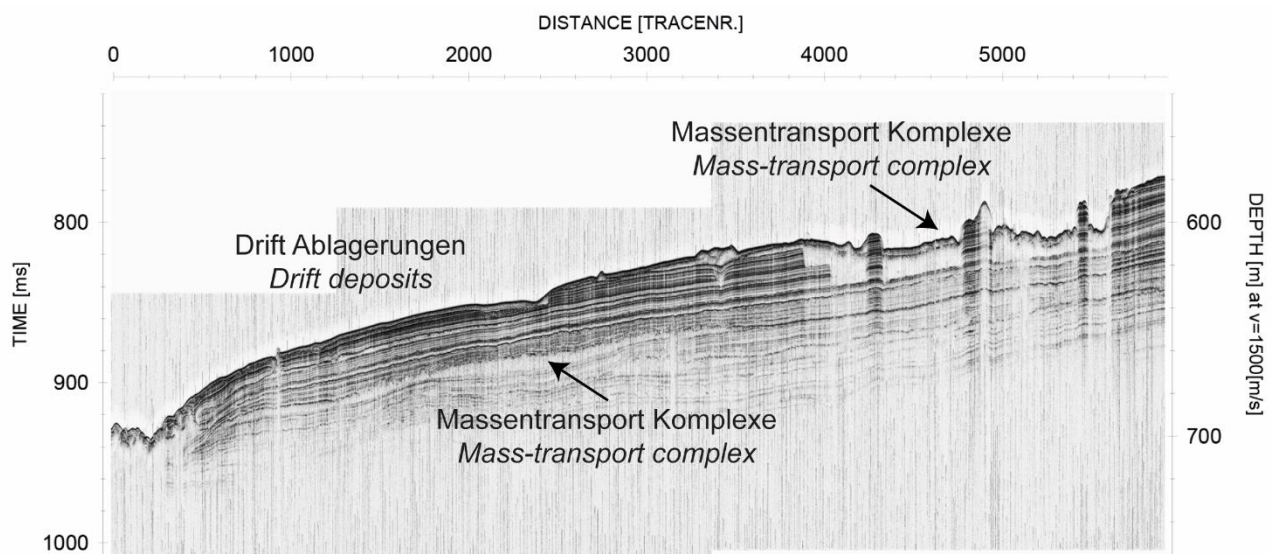 DISTANCE [TRACENR.]
0 1000 2000 3000 4000 5000
Massentransport Komplexe
Mass-transport complex
800
600
Drift Ablagerungen
Drift deposits
TIME [ms]
DEPTH [m] at v=1500[m/s]
900
Massentransport Komplexe
Mass-transport complex
700
1000